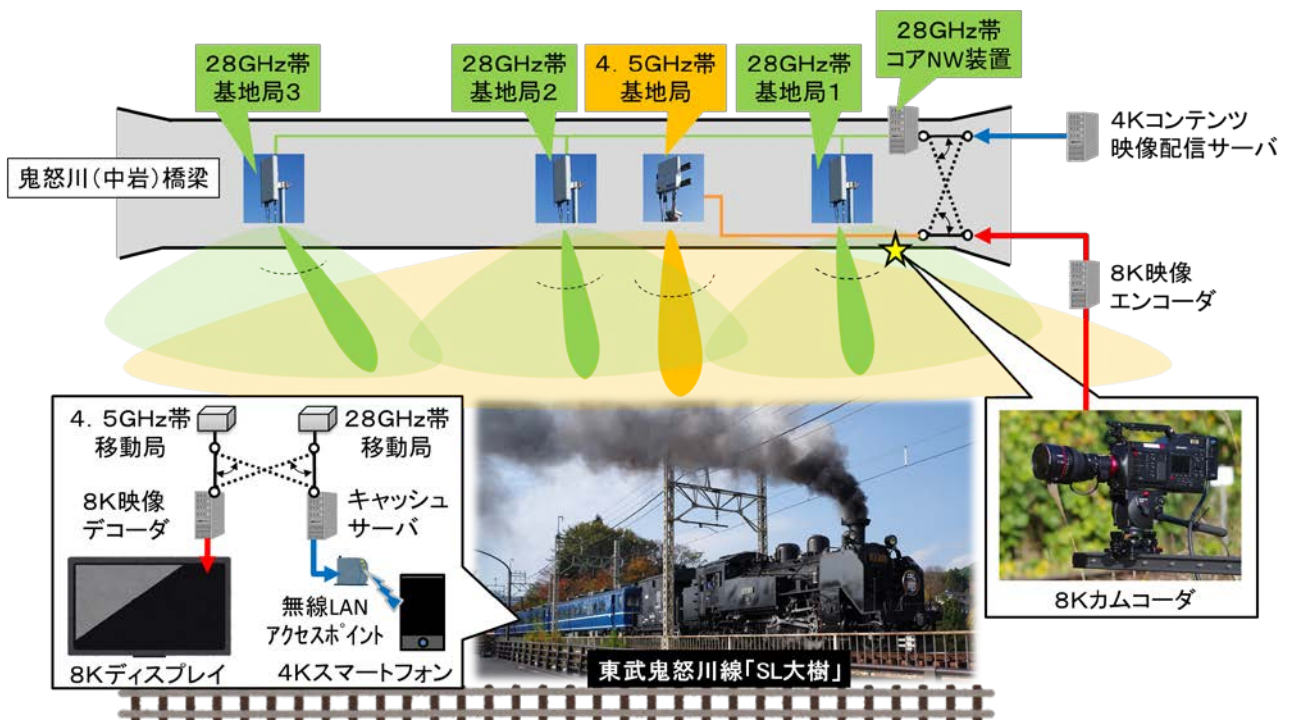 28GHz帯
コアNW装置
28GHz帯
基地局3
28GHz帯
基地局2
4.5GHz帯
基地局
28GHz帯
基地局1
4Kコンテンツ
映像配信サーバ
鬼怒川(中岩)橋梁
8K映像
エンコーダ
4.5GHz帯
移動局
28GHz帯
移動局
8K映像
デコーダ
キャッシュ
サーバ
無線LAN
アクセスポイント
8Kディスプレイ
4Kスマートフォン
東武鬼怒川線「SL大樹」
8Kカムコーダ